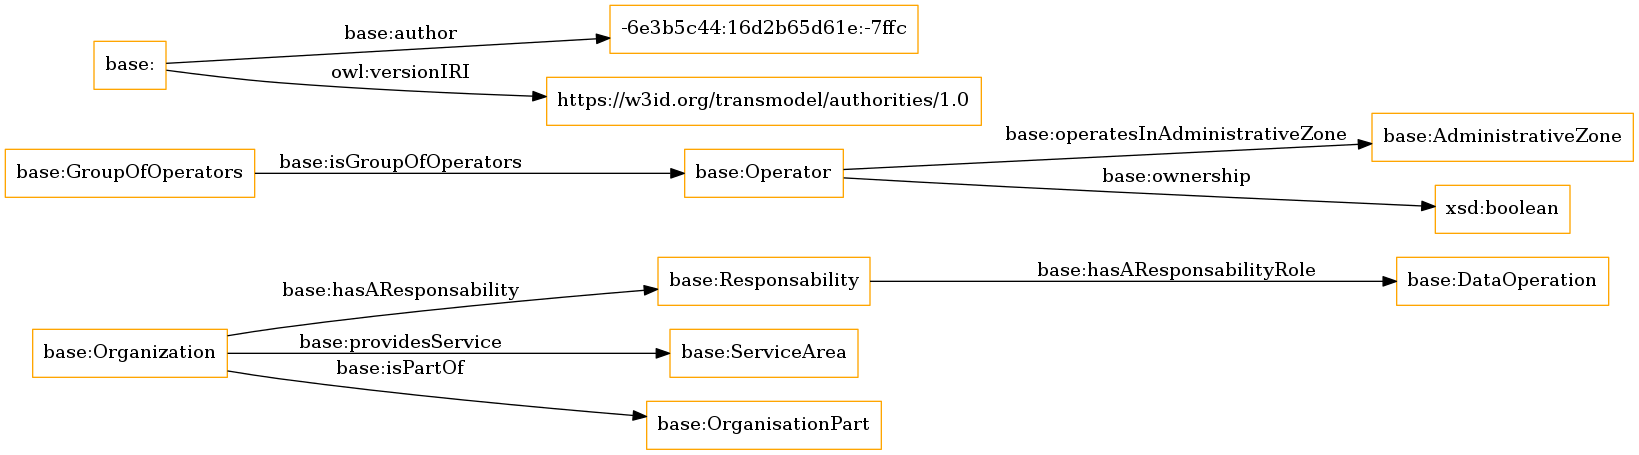 base:
base:author
-6e3b5c44:16d2b65d61e:-7ffc
owl:versionIRI
https://w3id.org/transmodel/authorities/1.0
base:GroupOfOperators
base:isGroupOfOperators
base:Operator
base:operatesInAdministrativeZone
base:AdministrativeZone
base:ownership
xsd:boolean
base:Organization
base:hasAResponsability
base:Responsability
base:hasAResponsabilityRole
base:DataOperation
base:providesService
base:ServiceArea
base:isPartOf
base:OrganisationPart